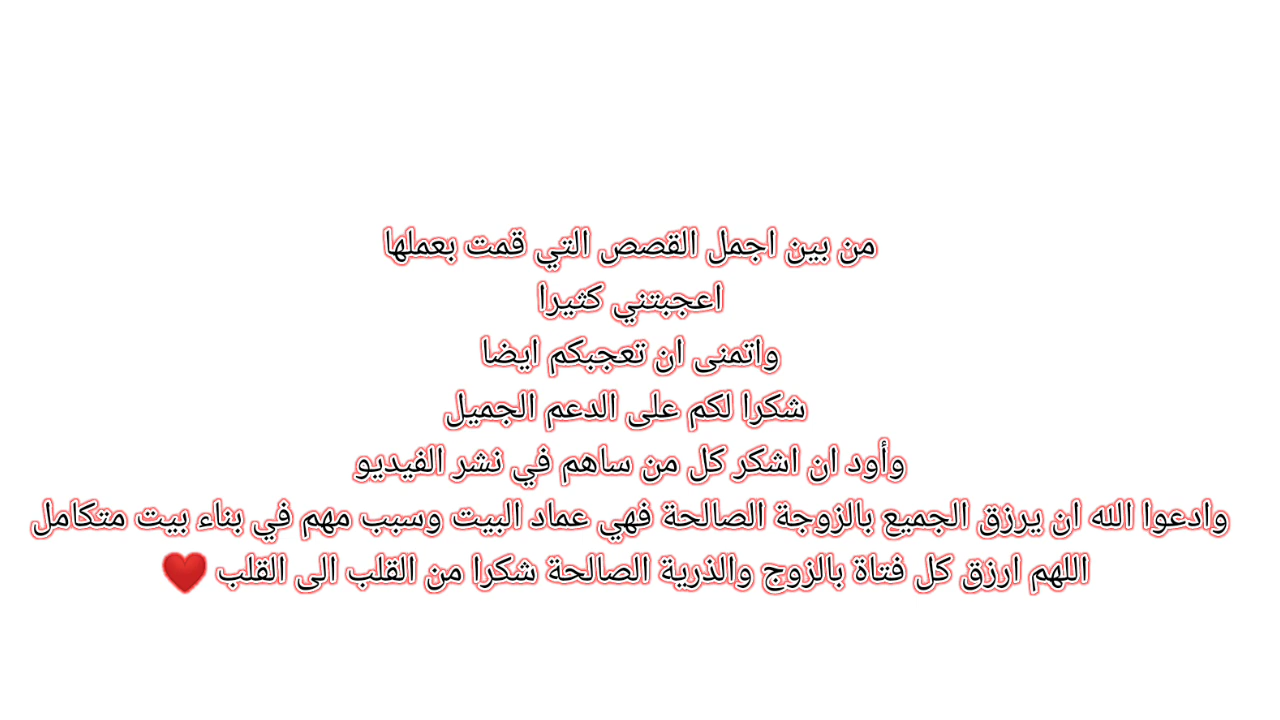 من بين اجمل القصص التي قمت بعملها
اعجبتني كثيرا
واتمنى ان تعجبكم ايضا
شكرا لكم على الدعم الجميل
وأود ان اشكر كل من ساهم في نشر الفيديو
وادعوا الله ان يرزق الجميع بالزوجة الصالحة فهي عماد البيت وسبب مهم في بناء بيت متكامل
اللهم ارزق كل فتاة بالزوج والذرية الصالحة شكرا من القلب الى القلب ❤️